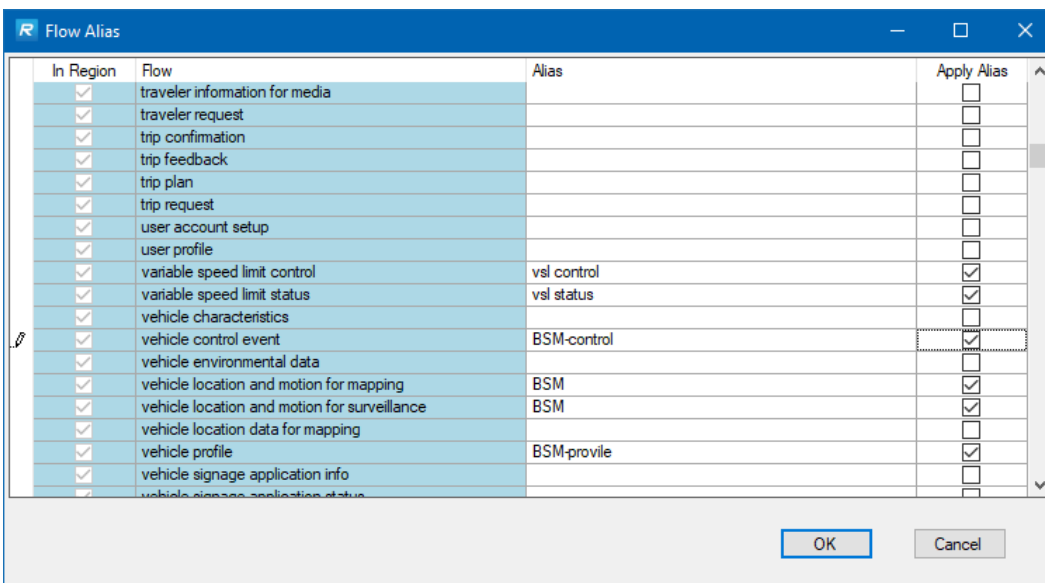 R Flow Alias
In Region Flow Alias Apply Alias
traveler information for media
traveler request
trip confirmation
trip feedback
trip plan
trip request
user account setup
user profile
variable speed limit control vsl control
variable speed limit status vsl status
vehicle characteristics
vehicle control event BSM-control
vehicle environmental data
vehicle location and motion for mapping BSM
vehicle location and motion for surveillance BSM
vehicle location data for mapping
vehicle profile BSM-provile
vehicle signage application info
vehicle signage application status
OK Cancel